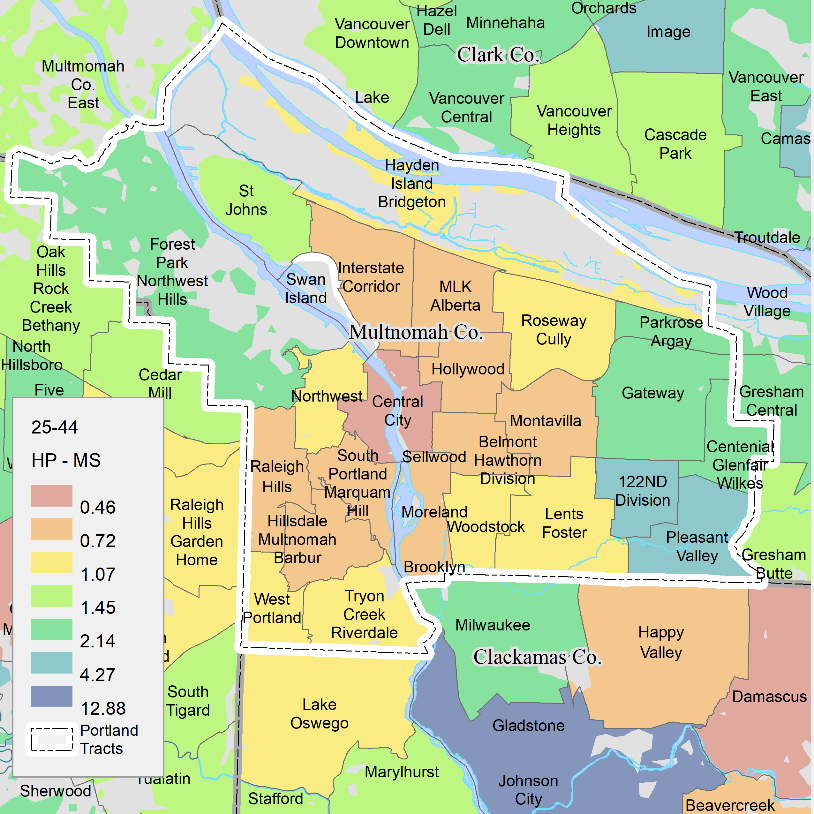 Hazel
Dell
Minnehaha
Orchards
Vancouver
Downtown
Image
Clark Co.
Multmomah
Co.
East
Vancouver
East
Lake
Vancouver
Central
Vancouver
Heights
Cascade
Park
Camas
Hayden
Island
Bridgeton
St
Johns
Troutdale
Oak
Hills
Rock
Creek
Bethany
Forest
Park
Northwest
Hills
Swan
Island
Interstate
Corridor
MLK
Alberta
Wood
Village
Roseway
Cully
Parkrose
Argay
Multnomah Co.
North
Hillsboro
Five
Cedar
Mill
Hollywood
Northwest
Central
City
Gateway
Gresham
Central
Montavilla
Belmont
Hawthorn
Division
Sellwood
Centenial
Glenfair
Wilkes
South
Portland
Marquam
Hill
Raleigh
Hills
122ND
Division
Raleigh
Hills
Garden
Home
Hillsdale
Multnomah
Barbur
Moreland
Woodstock
Lents
Foster
Pleasant
Valley
Gresham
Butte
Brooklyn
West
Portland
Tryon
Creek
Riverdale
Milwaukee
Happy
Valley
Clackamas Co.
South
Tigard
Lake
Oswego
Damascus
Gladstone
Marylhurst
Johnson
City
Tualatin
Sherwood
Stafford
Beavercreek
25-44
HP - MS
0.46
0.72
1.07
1.45
2.14
4.27
12.88
Portland
Tracts